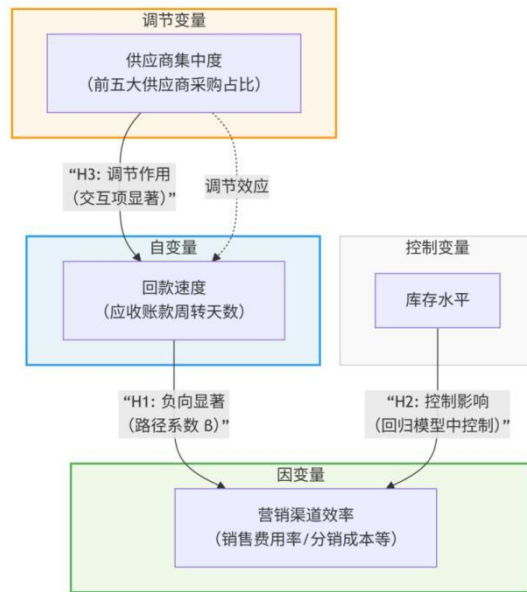 调节变量
供应商集中度
（前五大供应商采购占比）
“H3: 调节作用
（交互项显著）”
调节效应
自变量
控制变量
回款速度
（应收账款周转天数）
库存水平
“H1: 负向显著
（路径系数 β）”
“H2: 控制影响
（回归模型中控制）”
因变量
营销渠道效率
（销售费用率/分销成本等）